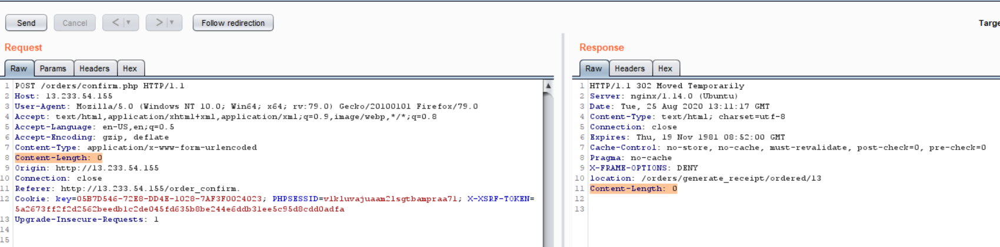 Send Cancel < > Follow redirection Targe
Request
Raw Params Headers Hex
1 POST /orders/confirm.php HTTP/1.1
2 Host: 13.233.54.155
3 User-Agent: Mozilla/5.0 (Windows NT 10.0; Win64; x64; rv:79.0) Gecko/20100101 Firefox/79.0
4 Accept: text/html,application/xhtml+xml,application/xml;q=0.9,image/webp,*/*;q=0.8
5 Accept-Language: en-US,en;q=0.5
6 Accept-Encoding: gzip, deflate
7 Content-Type: application/x-www-form-urlencoded
8 Content-Length: 0
9 Origin: http://13.233.54.155
10 Connection: close
11 Referer: http://13.233.54.155/order_confirm.
12 Cookie: key=05B7D546-72E8-DD4E-1028-7AF3F0024023; PHPSESSID=vlkluvajuaam2lsgtbampraa71; X-XSRF-TOKEN=
5a2673ff2f2d2562beedb1c2de045fd635b8be244e6ddb31ee5c95d8cdd0adfa
13 Upgrade-Insecure-Requests: 1
14
15
Response
Raw Headers Hex
1 HTTP/1.1 302 Moved Temporarily
2 Server: nginx/1.14.0 (Ubuntu)
3 Date: Tue, 25 Aug 2020 13:11:17 GMT
4 Content-Type: text/html; charset=utf-8
5 Connection: close
6 Expires: Thu, 19 Nov 1981 08:52:00 GMT
7 Cache-Control: no-store, no-cache, must-revalidate, post-check=0, pre-check=0
8 Pragma: no-cache
9 X-FRAME-OPTIONS: DENY
10 location: /orders/generate_receipt/ordered/13
11 Content-Length: 0
12
13